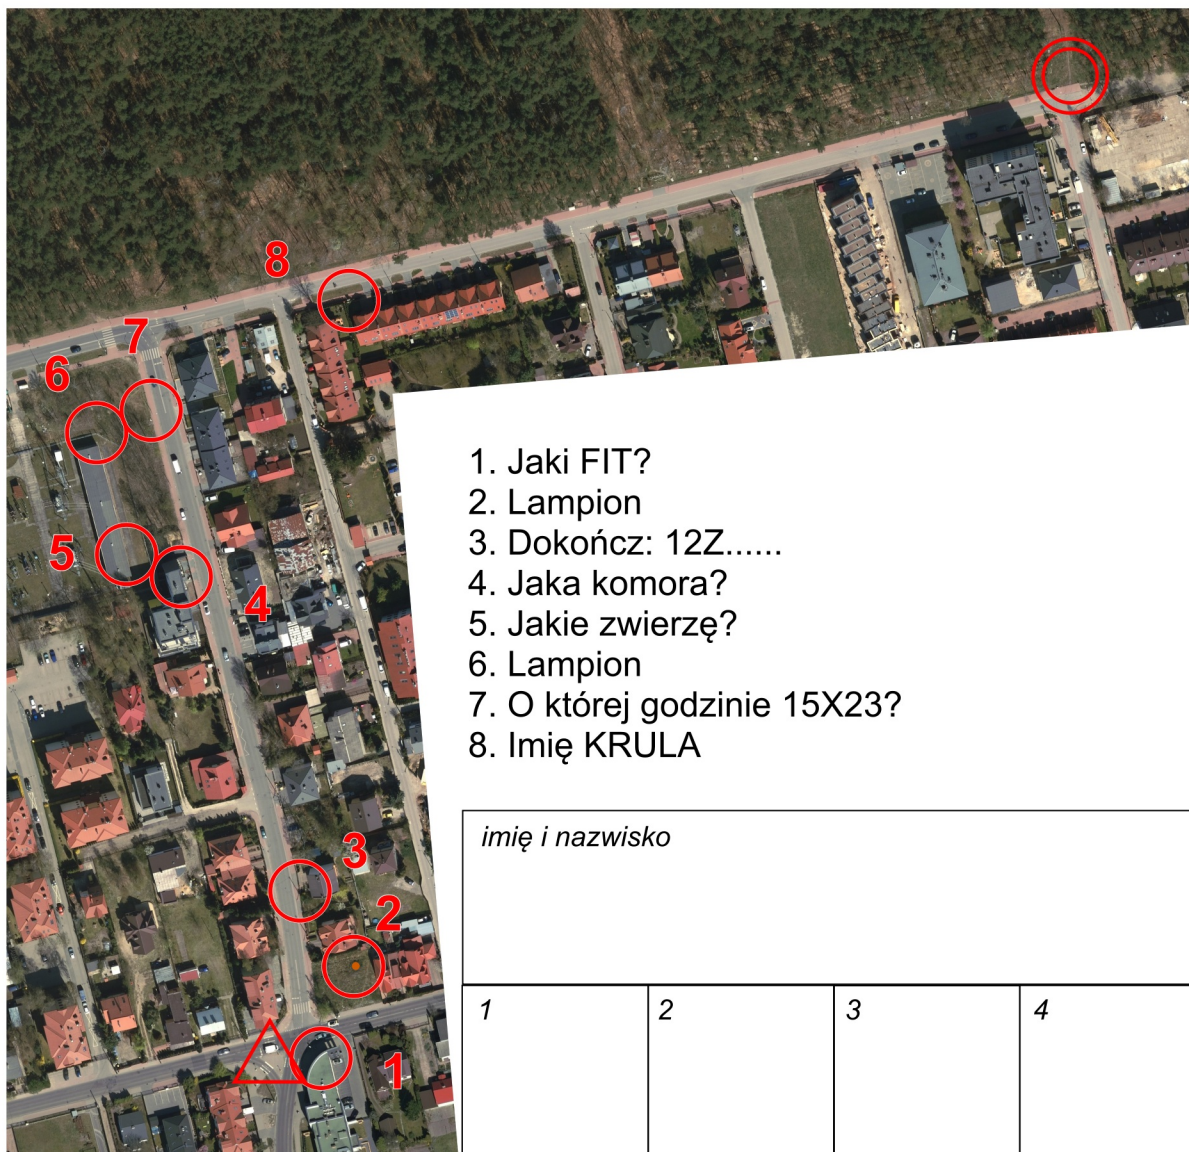 8
7
6
5
4
3
2
1
1. Jaki FIT?
2. Lampion
3. Dokończ: 12Z......
4. Jaka komora?
5. Jakie zwierzę?
6. Lampion
7. O której godzinie 15X23?
8. Imię KRULA
imię i nazwisko
1 2 3 4